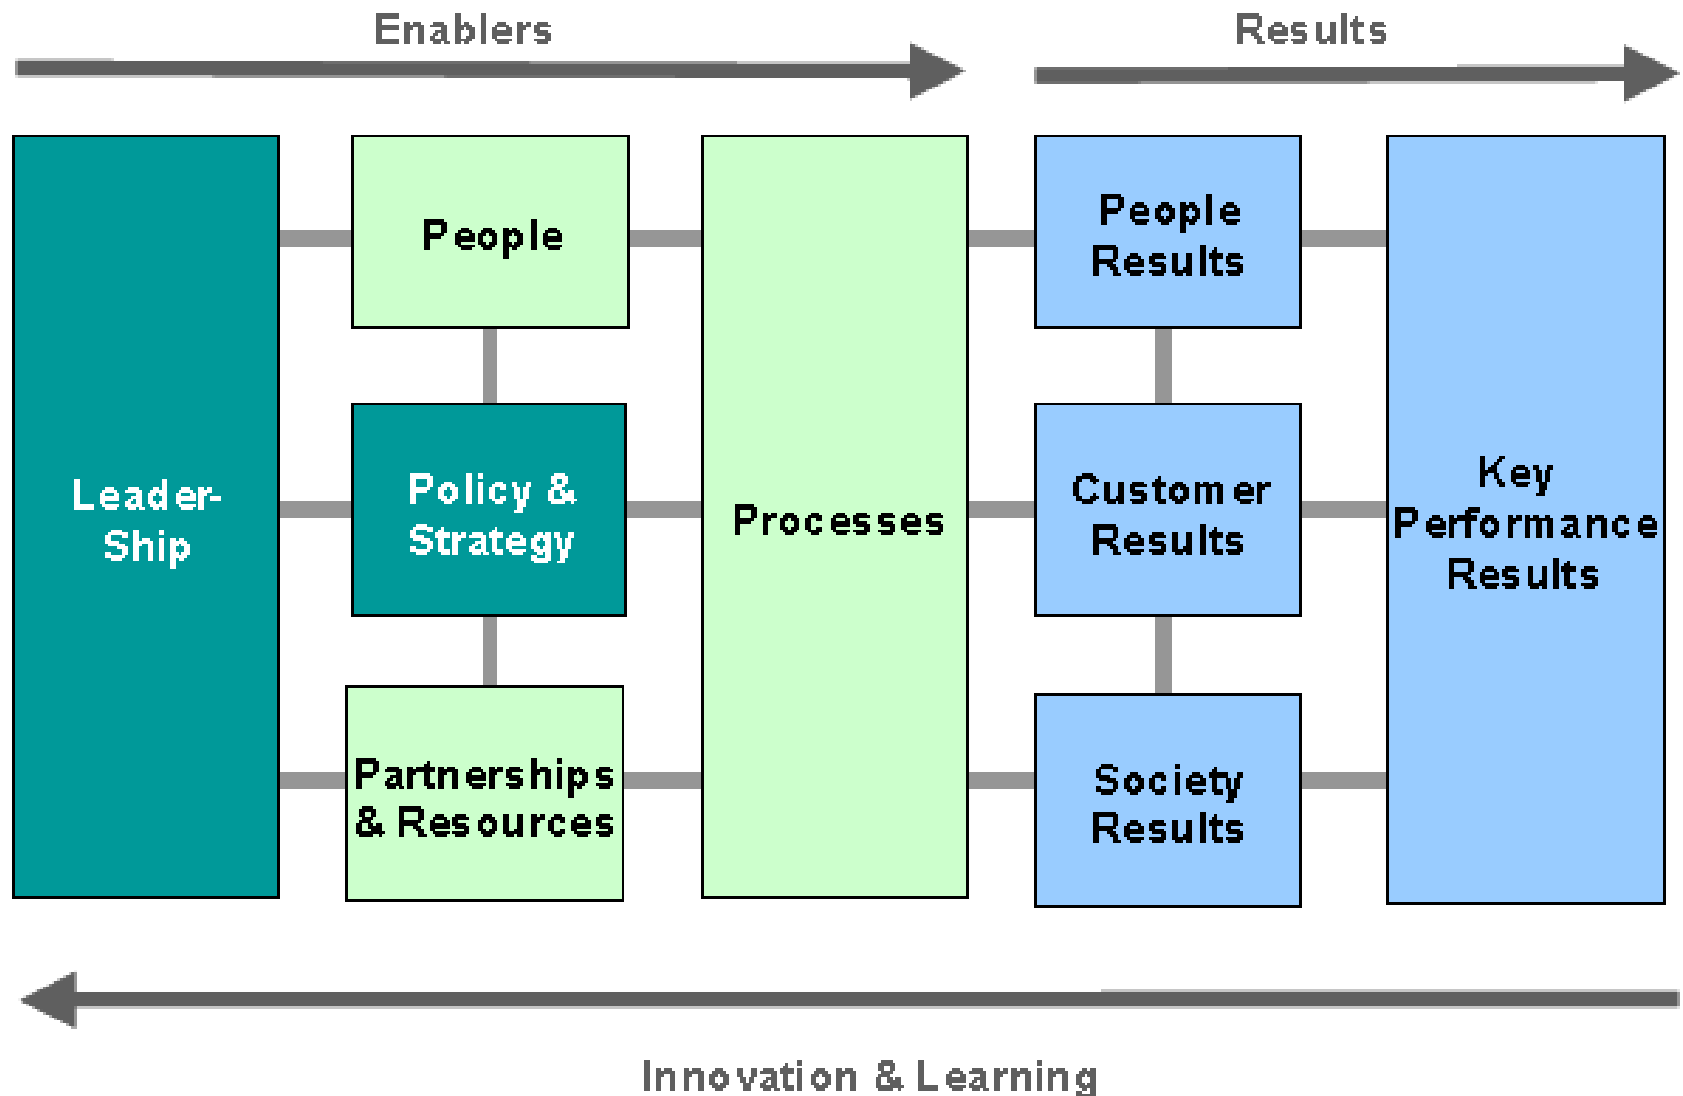 Enablers
Results
Leader-
Ship
People
Policy &
Strategy
Partnerships
& Resources
Processes
People
Results
Customer
Results
Society
Results
Key
Performance
Results
Innovation & Learning